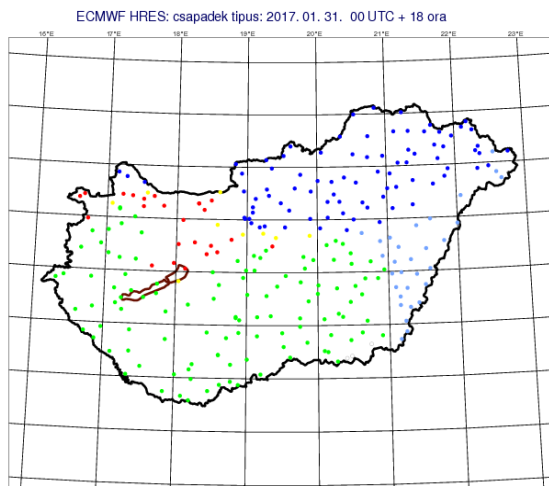 ECMWF HRES: csapadek tipus: 2017. 01. 31. 00 UTC + 18 ora
16°E 17°E 18°E 19°E 20°E 21°E 22°E 23°E